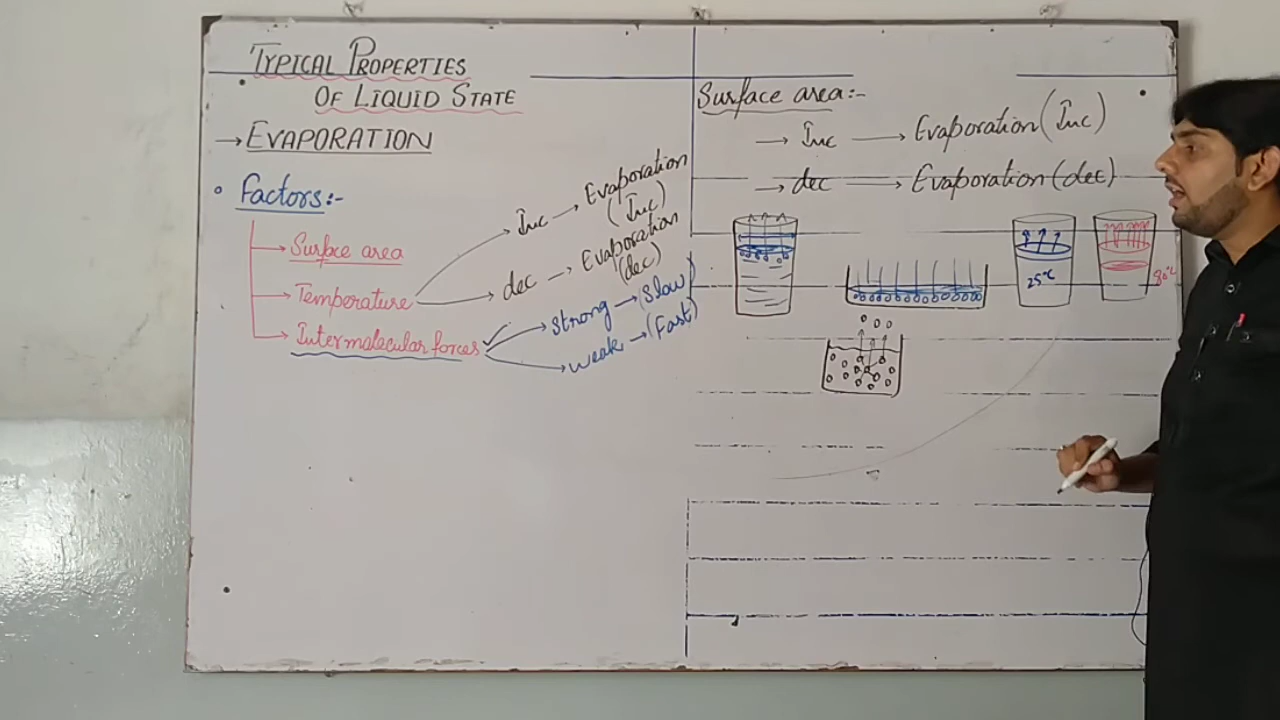 TYPICAL PROPERTIES
OF LIQUID STATE
→ EVAPORATION
• Factors:-
→ Surface area
→ Temperature
→ Inc → Evaporation (Inc)
→ dec → Evaporation (dec)
→ Intermolecular forces
→ Strong → (Slow)
→ weak → (Fast)
Surface area:-
→ Inc → Evaporation (Inc)
→ dec → Evaporation (dec)
25°C
80°C